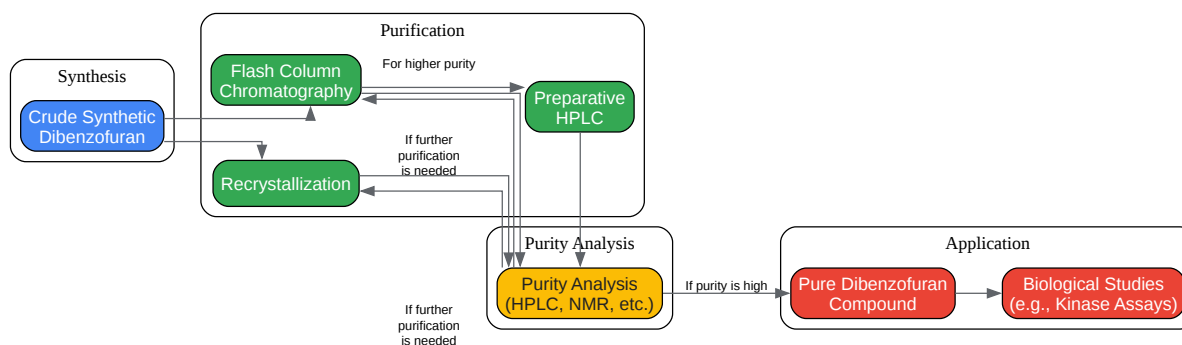 Purification
Synthesis
Flash Column
Chromatography
For higher purity
Preparative
HPLC
Crude Synthetic
Dibenzofuran
If further
purification
is needed
Recrystallization
Purity Analysis
Application
Purity Analysis
(HPLC, NMR, etc.)
If purity is high
Pure Dibenzofuran
Compound
Biological Studies
(e.g., Kinase Assays)
If further
purification
is needed